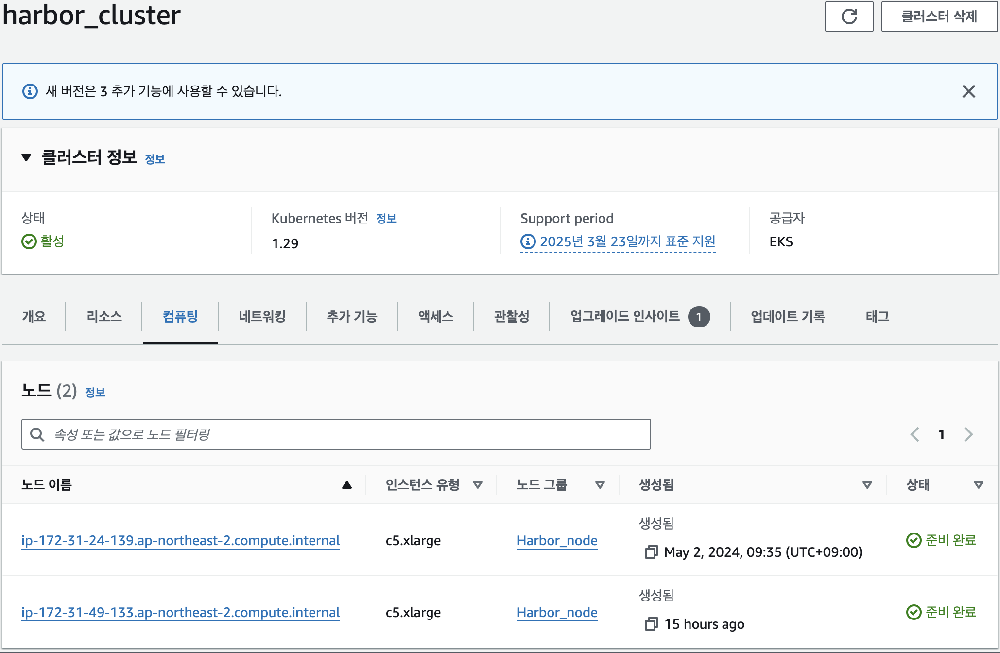 harbor_cluster
클러스터 삭제
새 버전은 3 추가 기능에 사용할 수 있습니다.
클러스터 정보 정보
상태 Kubernetes 버전 정보 Support period 공급자
활성 1.29 2025년 3월 23일까지 표준 지원 EKS
개요 리소스 컴퓨팅 네트워킹 추가 기능 액세스 관찰성 업그레이드 인사이트 1 업데이트 기록 태그
노드 (2) 정보
속성 또는 값으로 노드 필터링
1
노드 이름 인스턴스 유형 노드 그룹 생성됨 상태
생성됨
ip-172-31-24-139.ap-northeast-2.compute.internal c5.xlarge Harbor_node May 2, 2024, 09:35 (UTC+09:00) 준비 완료
생성됨
ip-172-31-49-133.ap-northeast-2.compute.internal c5.xlarge Harbor_node 15 hours ago 준비 완료